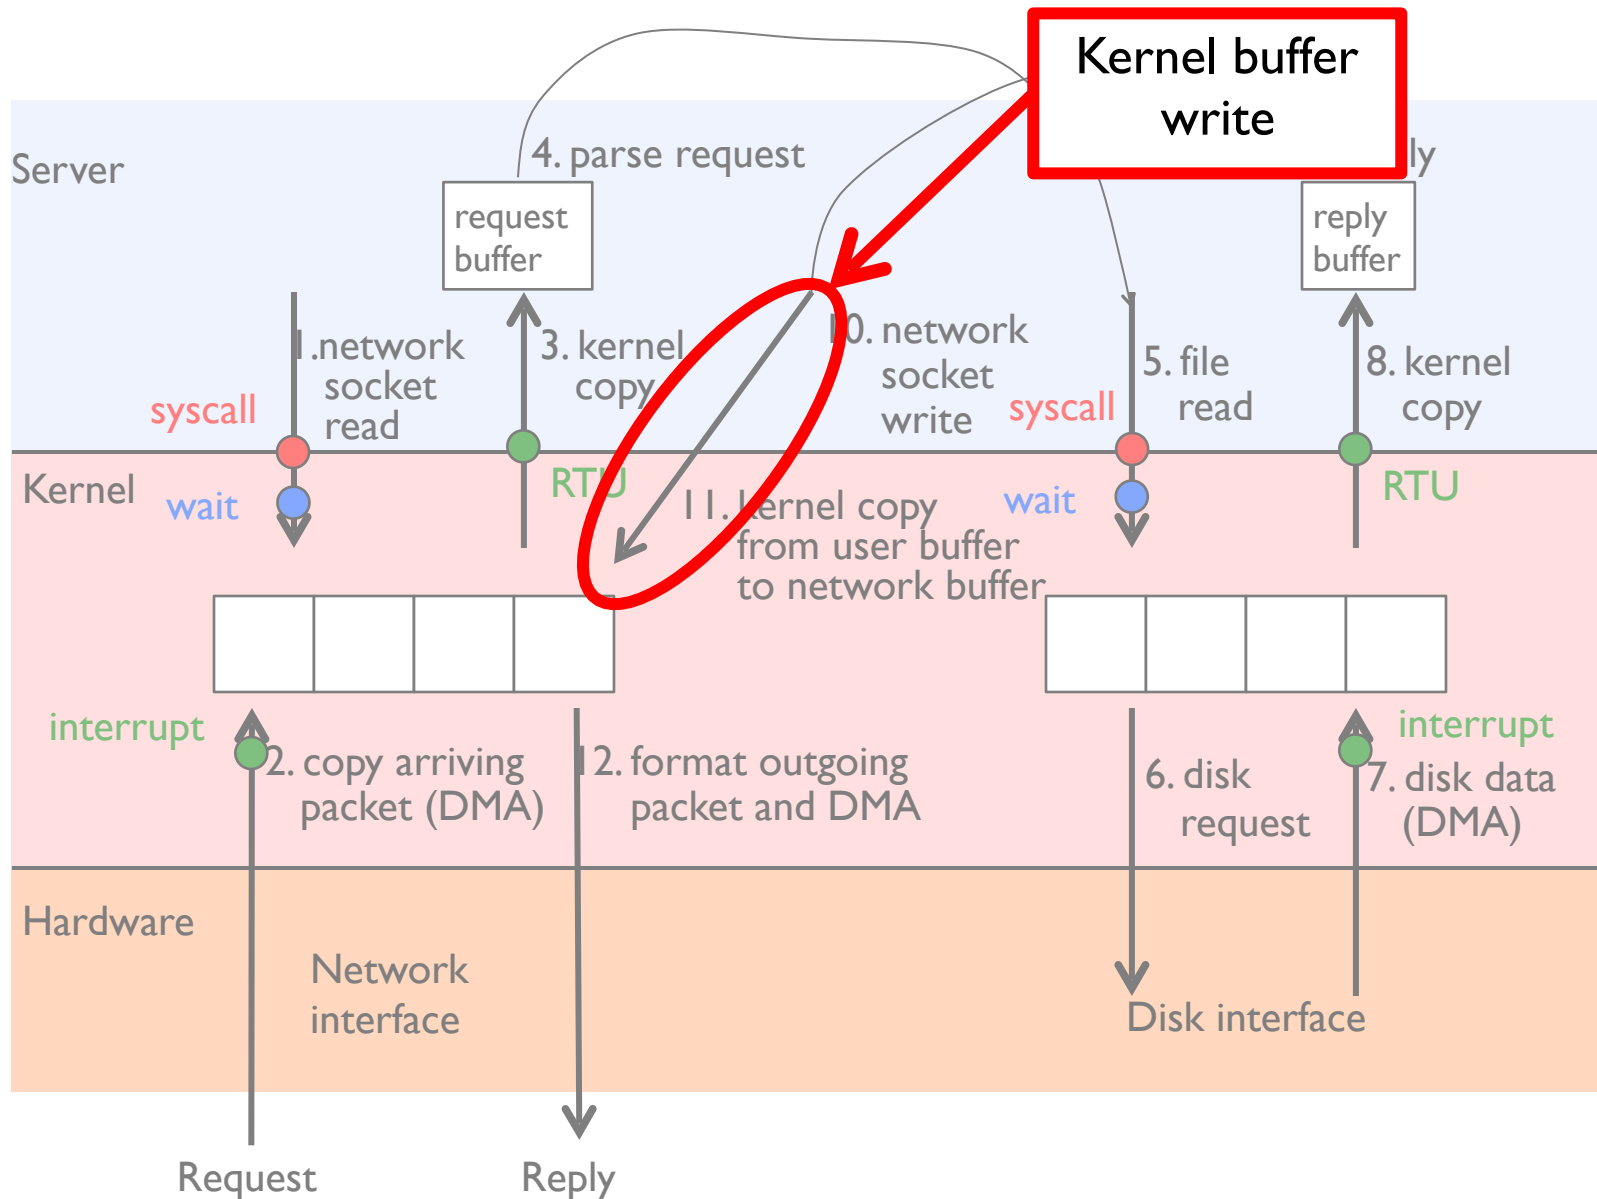 Kernel buffer
write
4. parse request
ly
Server
request
buffer
reply
buffer
1.network
socket
read
3. kernel
copy
10. network
socket
write
5. file
read
8. kernel
copy
syscall
syscall
Kernel
wait
RTU
11. kernel copy
from user buffer
to network buffer
wait
RTU
interrupt
interrupt
2. copy arriving
packet (DMA)
12. format outgoing
packet and DMA
6. disk
request
7. disk data
(DMA)
Hardware
Network
interface
Disk interface
Request
Reply